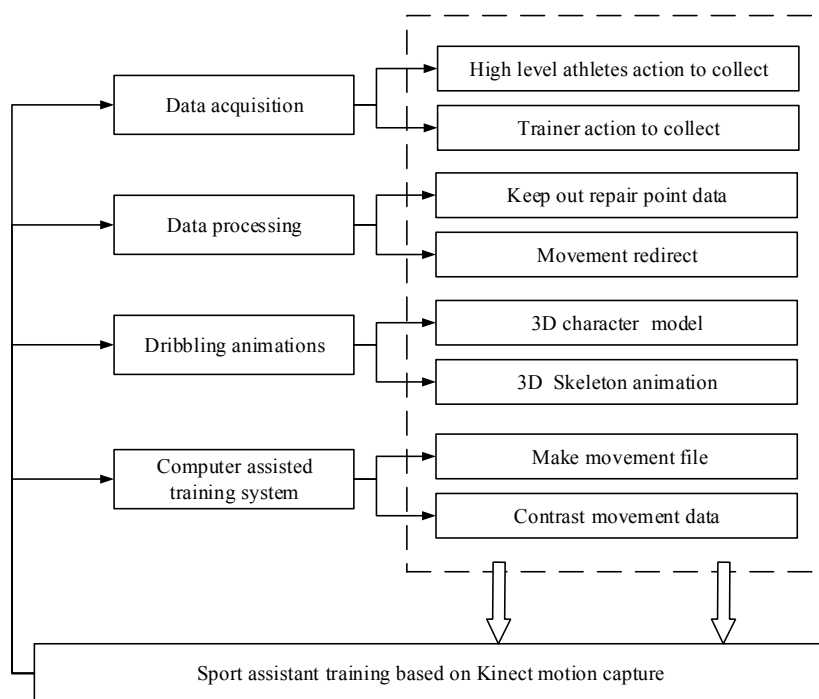 High level athletes action to collect
Data acquisition
Trainer action to collect
Keep out repair point data
Data processing
Movement redirect
3D character model
Dribbling animations
3D Skeleton animation
Make movement file
Computer assisted
training system
Contrast movement data
Sport assistant training based on Kinect motion capture